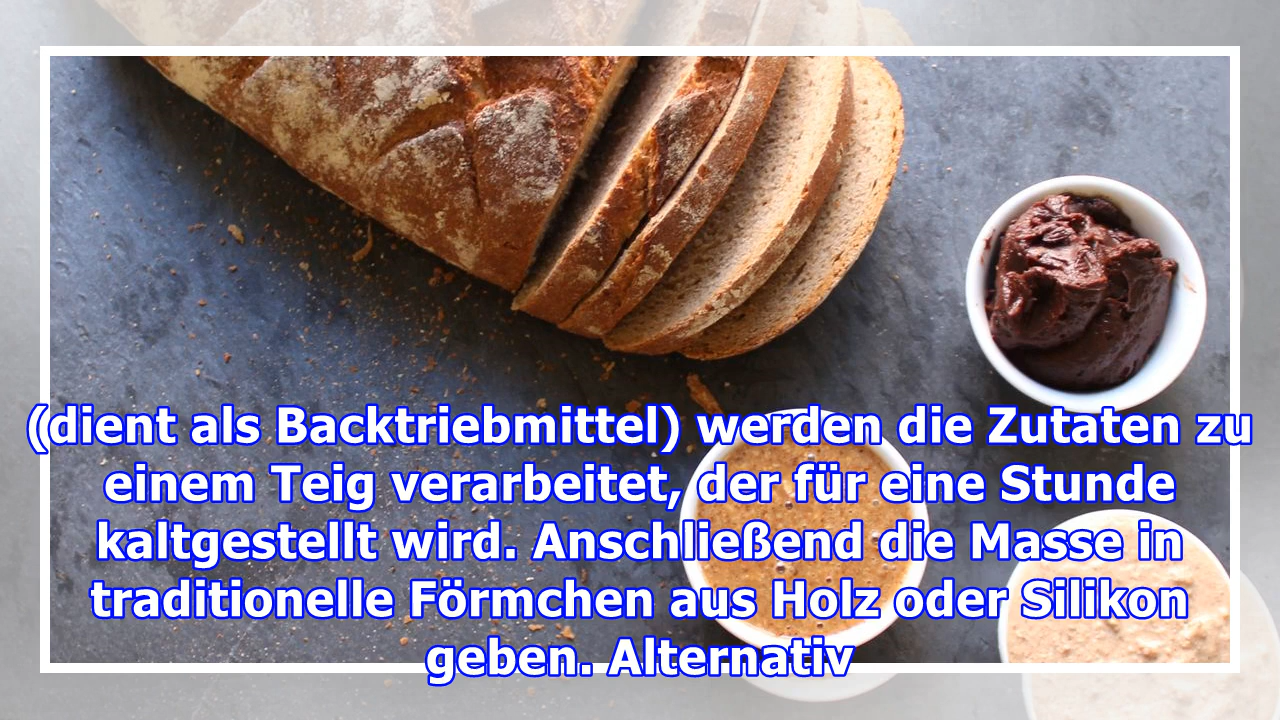 (dient als Backtriebmittel) werden die Zutaten zu
einem Teig verarbeitet, der für eine Stunde
kaltgestellt wird. Anschließend die Masse in
traditionelle Förmchen aus Holz oder Silikon
geben. Alternativ